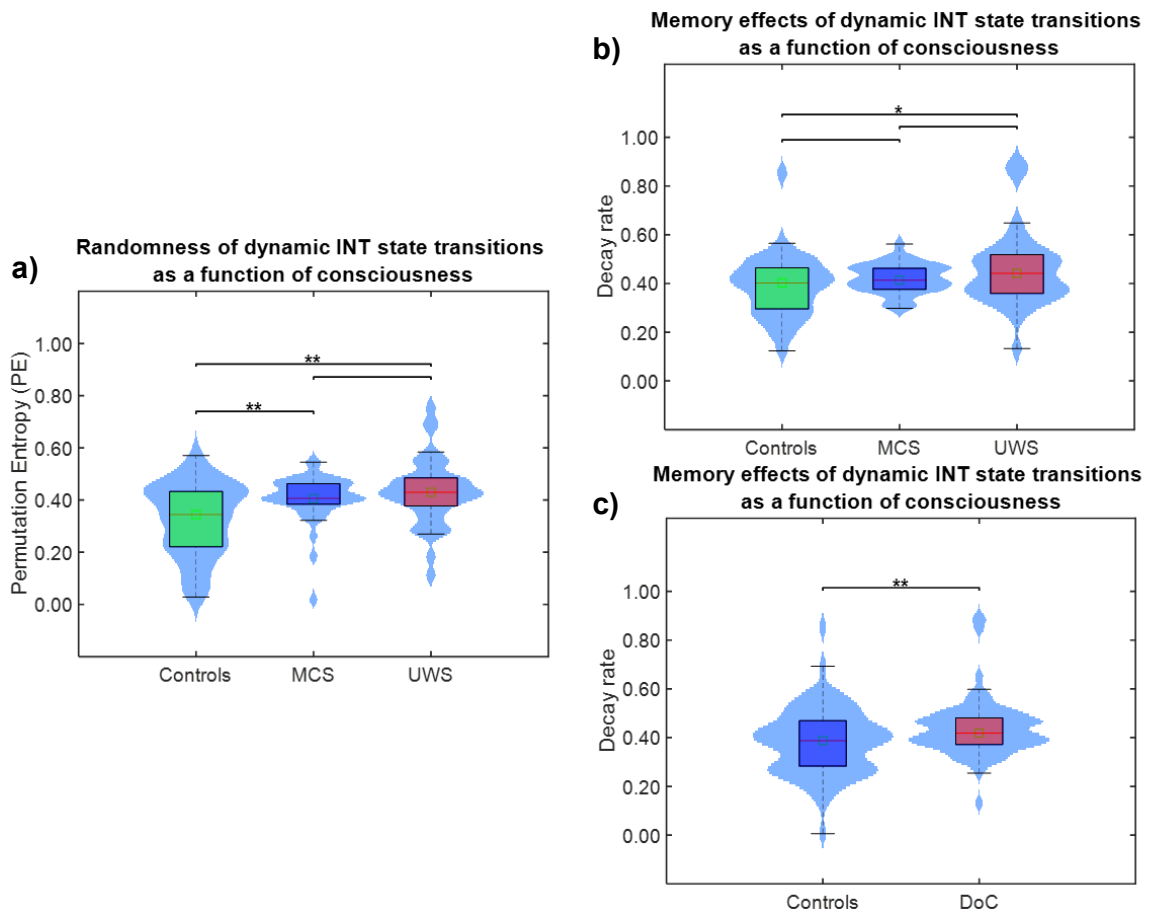 a)
Randomness of dynamic INT state transitions
as a function of consciousness
Permutation Entropy (PE)
1.00
0.80
0.60
0.40
0.20
0.00
**
**
Controls MCS UWS
b)
Memory effects of dynamic INT state transitions
as a function of consciousness
Decay rate
1.00
0.80
0.60
0.40
0.20
0.00
*
Controls MCS UWS
c)
Memory effects of dynamic INT state transitions
as a function of consciousness
Decay rate
1.00
0.80
0.60
0.40
0.20
0.00
**
Controls DoC